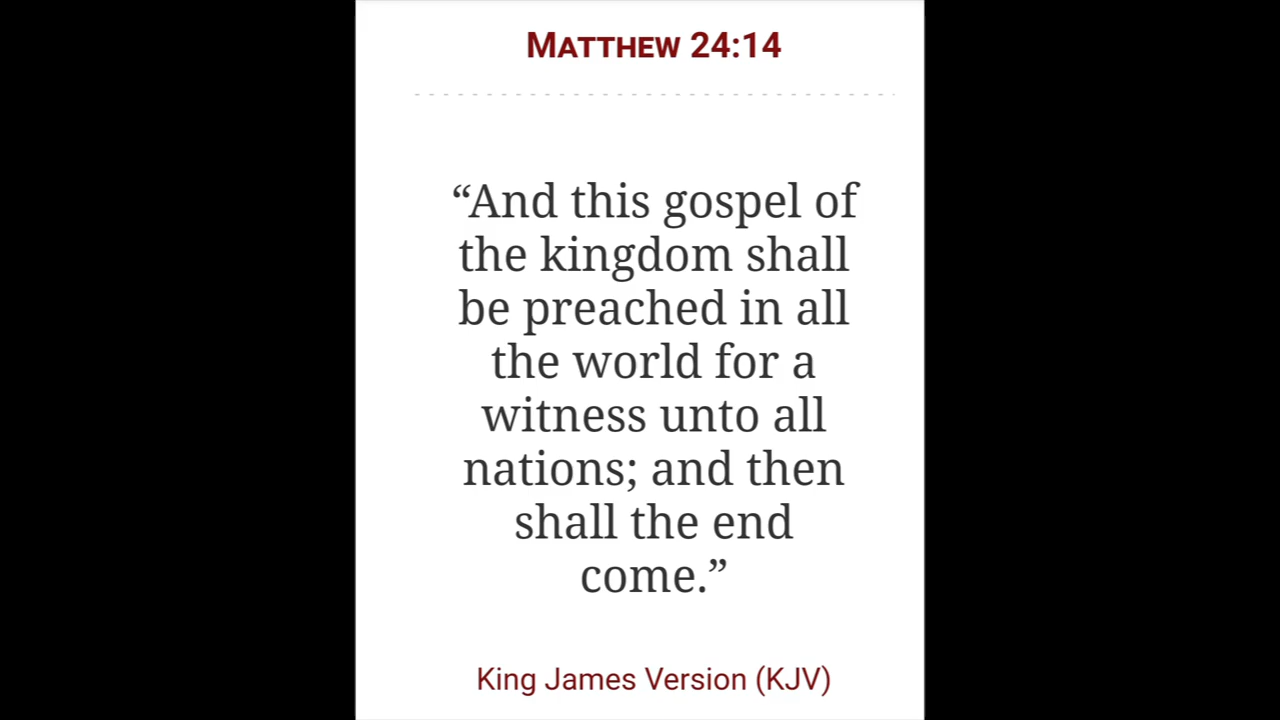 MATTHEW 24:14
“And this gospel of
the kingdom shall
be preached in all
the world for a
witness unto all
nations; and then
shall the end
come.”
King James Version (KJV)